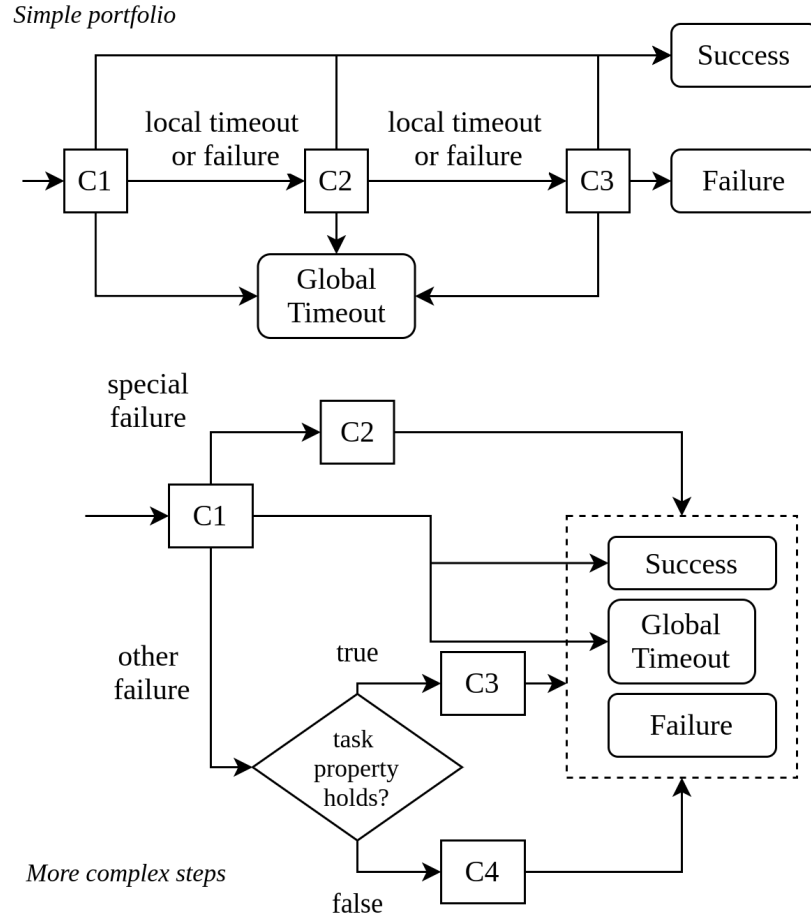 Simple portfolio
Success
local timeout
or failure
local timeout
or failure
C1
C2
C3
Failure
Global
Timeout
special
failure
C2
C1
Success
Global
Timeout
other
failure
true
C3
Failure
task
property
holds?
More complex steps
C4
false